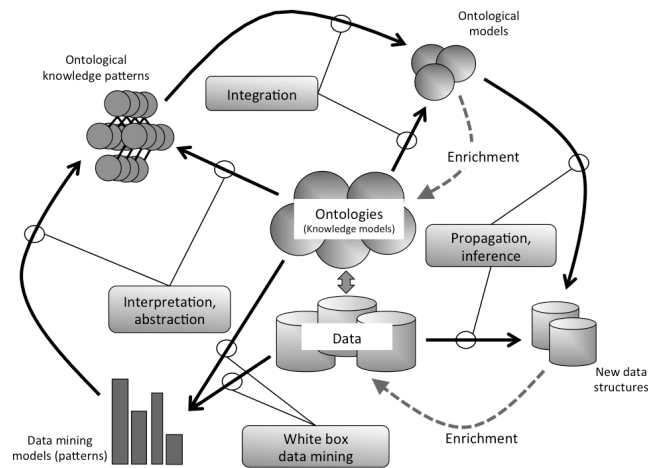 Ontological
models
Ontological
knowledge patterns
Integration
Enrichment
Ontologies
(Knowledge models)
Propagation,
inference
Interpretation,
abstraction
Data
New data
structures
Data mining
models (patterns)
White box
data mining
Enrichment